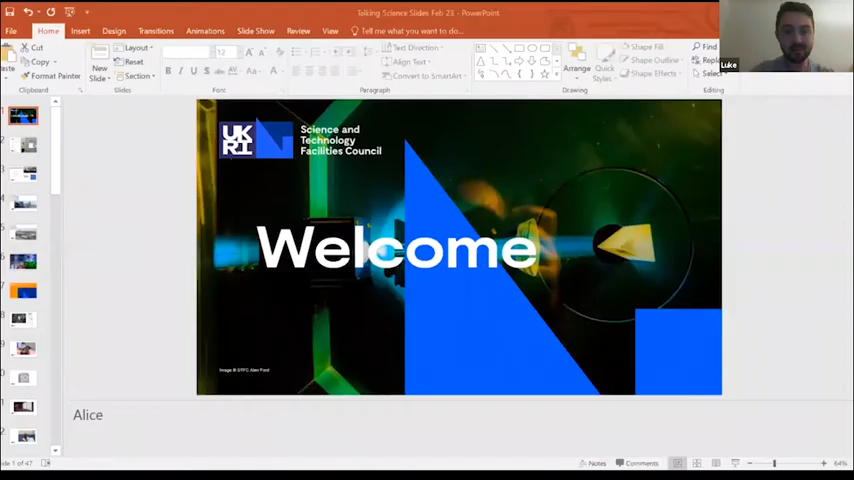 Talking Science Slides Feb 23 - PowerPoint
File
Home
Insert
Design
Transitions
Animations
Slide Show
Review
View
Tell me what you want to do...
Luke
Cut
Copy
Format Painter
Clipboard
New
Slide
Layout
Reset
Section
Slides
12
Font
Text Direction
Align Text
Convert to SmartArt
Paragraph
Arrange
Quick
Styles
Shape Fill
Shape Outline
Shape Effects
Drawing
Find
Select
Editing
UK
RI
Science and
Technology
Facilities Council
Welcome
Alice
Notes
Comments
64%